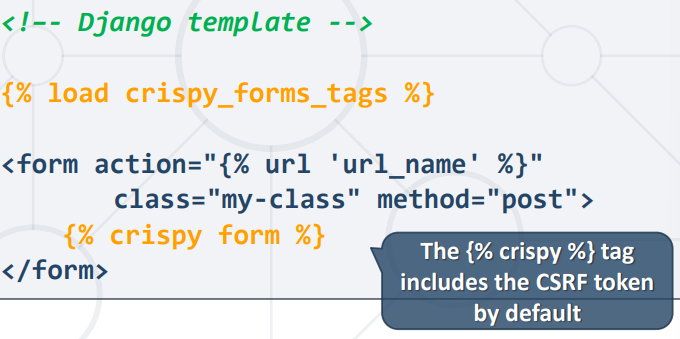 <!-- Django template -->
{% load crispy_forms_tags %}
<form action="{% url 'url_name' %}"
class="my-class" method="post">
{% crispy form %}
</form>
The {% crispy %} tag
includes the CSRF token
by default